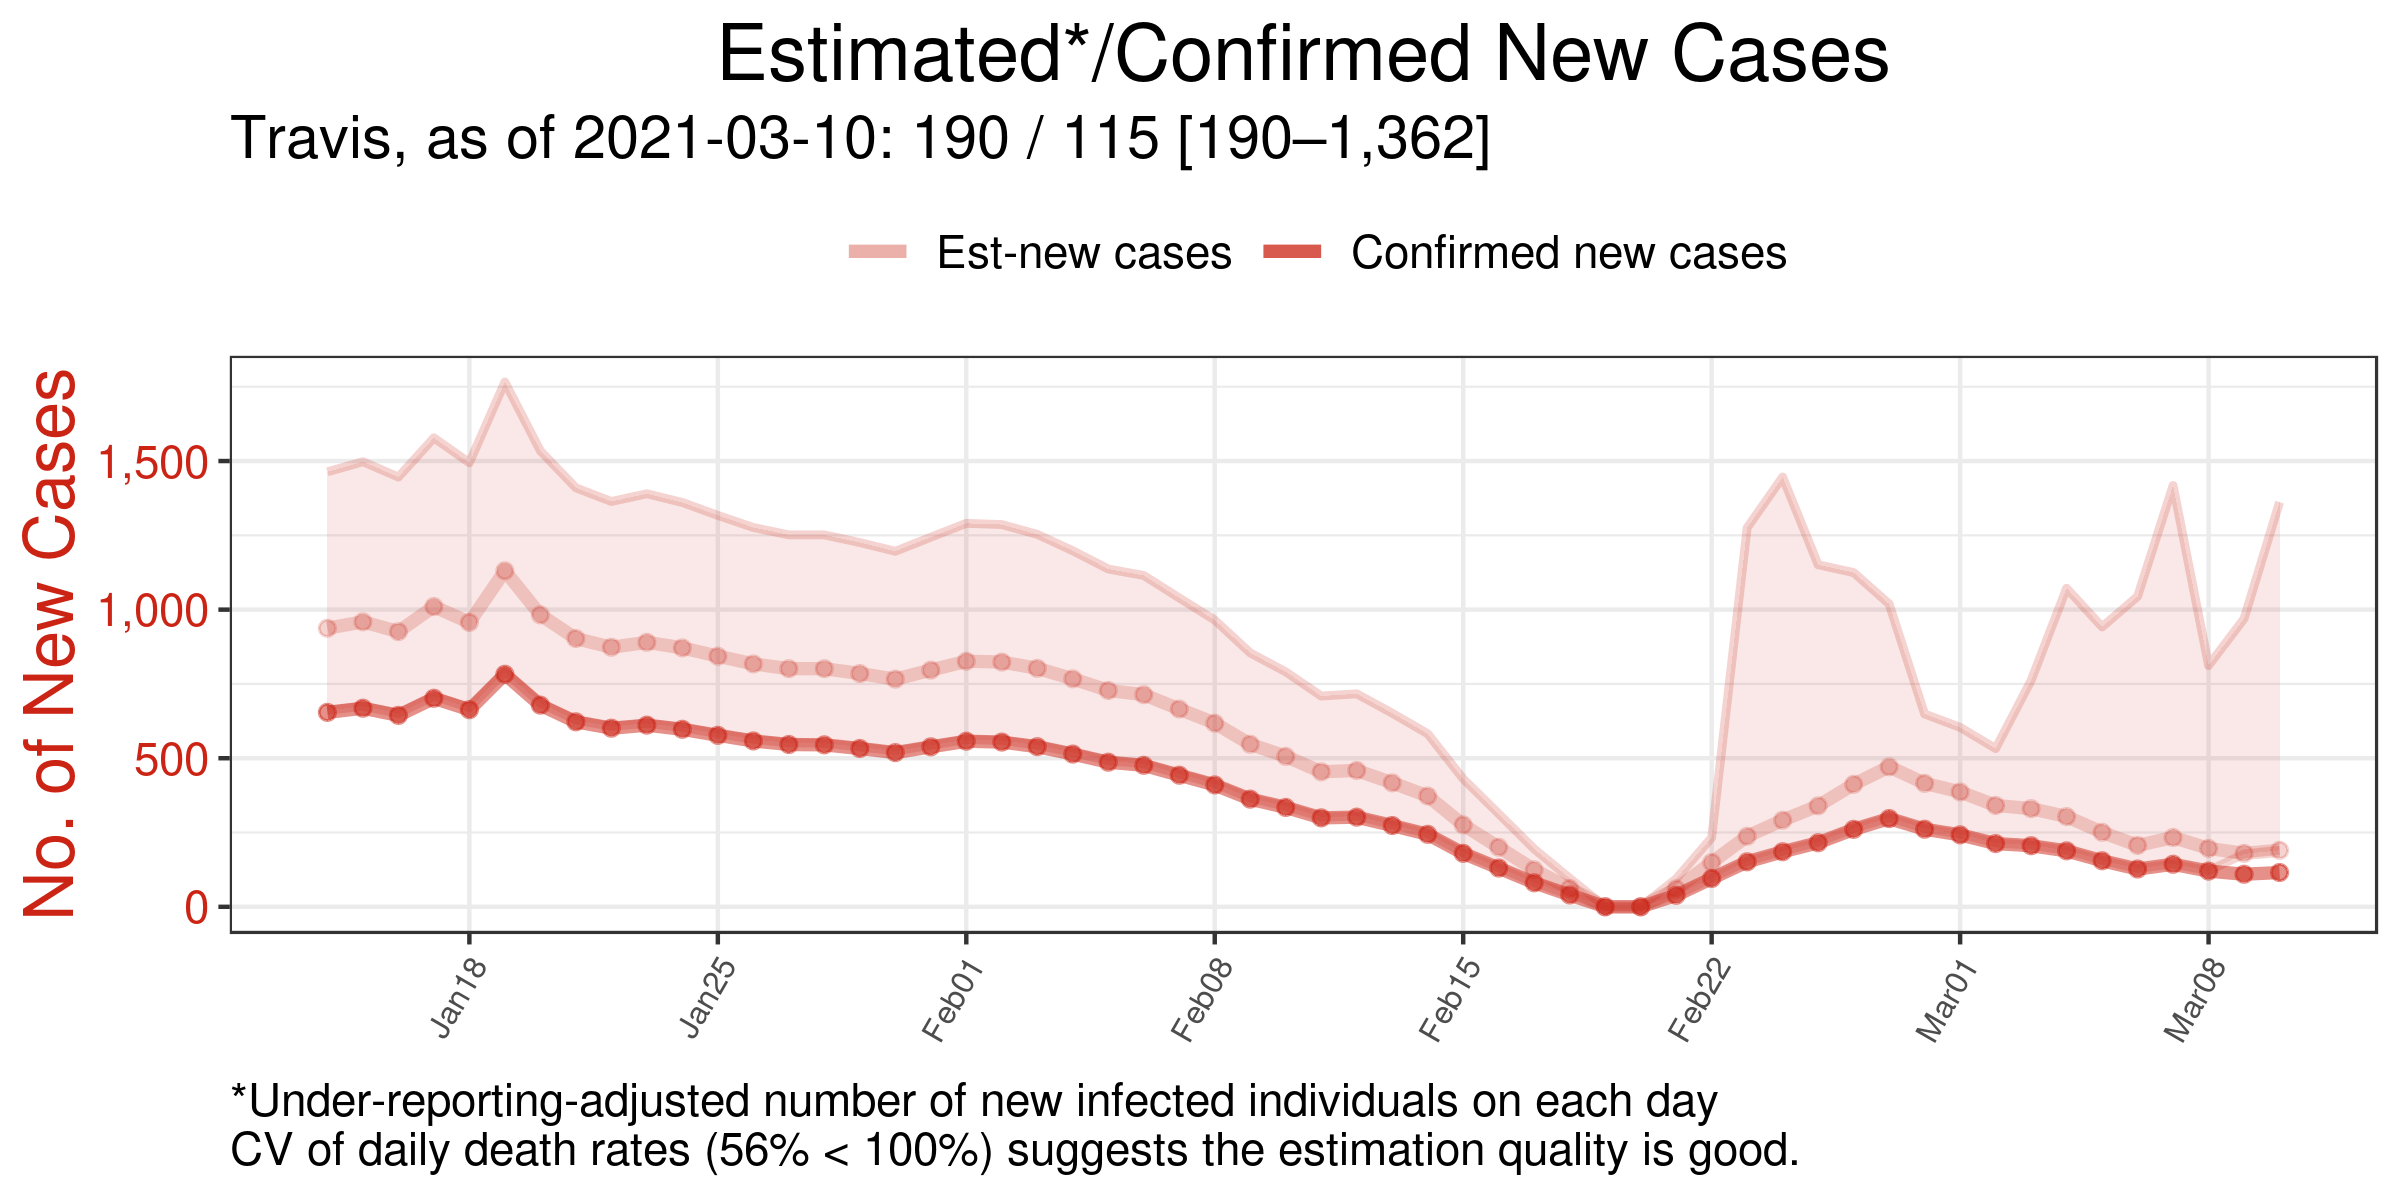 Estimated*/Confirmed New Cases
Travis, as of 2021-03-10: 190 / 115 [190–1,362]
Est-new cases Confirmed new cases
No. of New Cases
1,500
1,000
500
0
Jan18 Jan25 Feb01 Feb08 Feb15 Feb22 Mar01 Mar08
*Under-reporting-adjusted number of new infected individuals on each day
CV of daily death rates (56% < 100%) suggests the estimation quality is good.